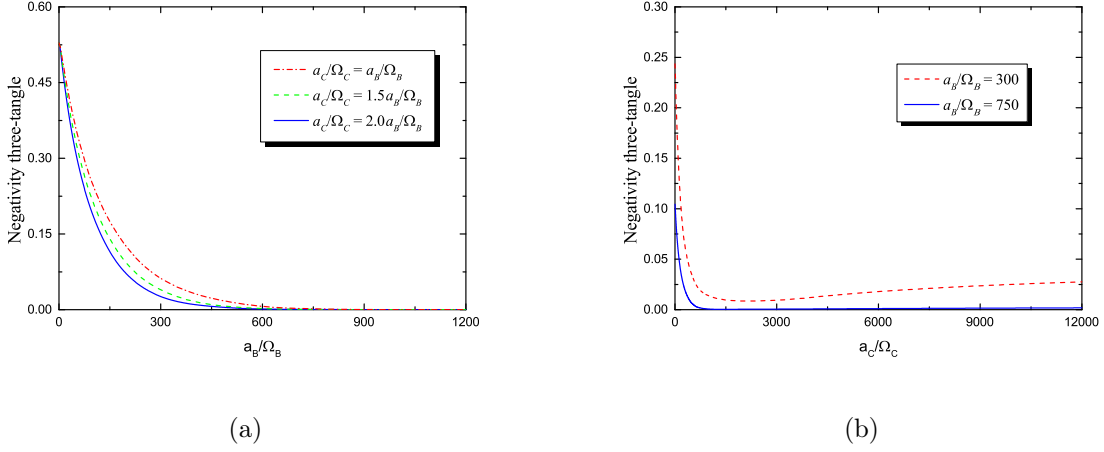 0.60
0.45
0.30
0.15
0.00
Negativity three-tangle
a_C/Ω_C = a_B/Ω_B
a_C/Ω_C = 1.5a_B/Ω_B
a_C/Ω_C = 2.0a_B/Ω_B
0 300 600 900 1200
a_B/Ω_B
(a)
0.30
0.25
0.20
0.15
0.10
0.05
0.00
Negativity three-tangle
a_B/Ω_B = 300
a_B/Ω_B = 750
0 3000 6000 9000 12000
a_C/Ω_C
(b)